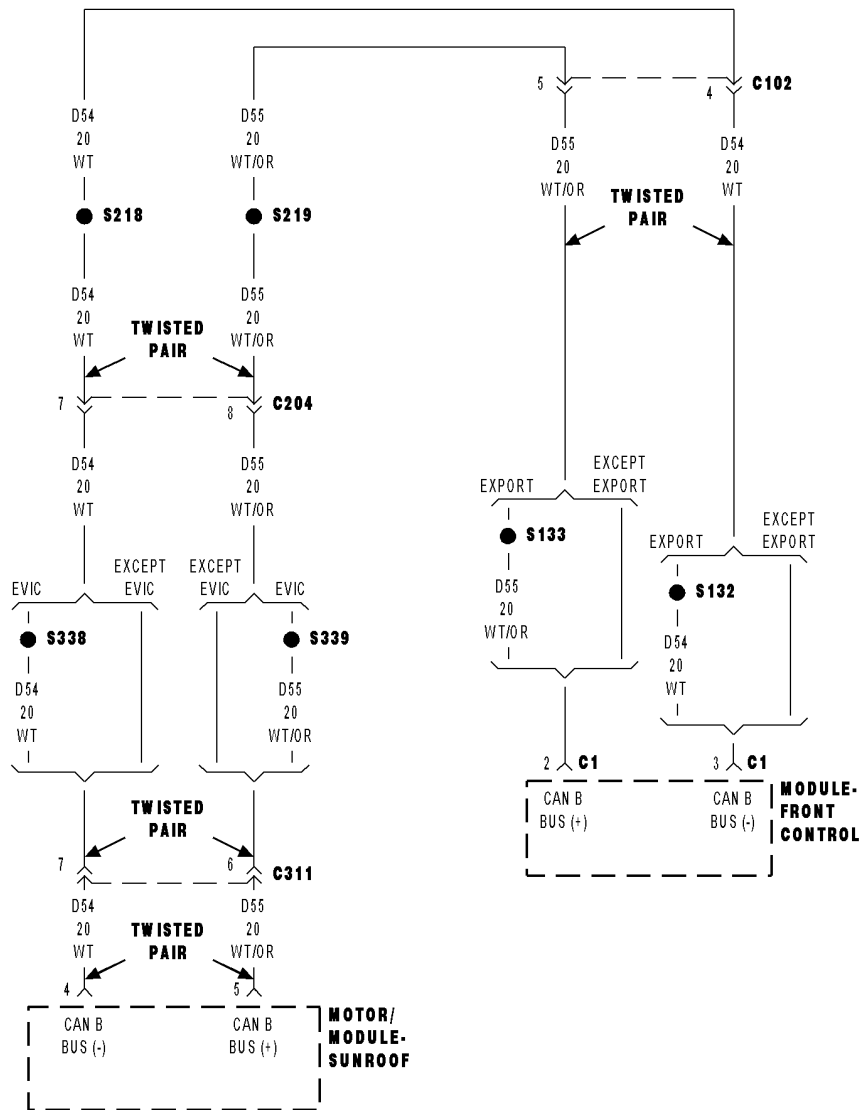 5
4
C102
D54
20
WT
D55
20
WT/OR
D55
20
WT/OR
D54
20
WT
TWISTED
PAIR
S218
S219
D54
20
WT
D55
20
WT/OR
TWISTED
PAIR
7
8
C204
D54
20
WT
D55
20
WT/OR
EXPORT
EXCEPT
EXPORT
S133
D55
20
WT/OR
EXPORT
EXCEPT
EXPORT
S132
D54
20
WT
EVIC
EXCEPT
EVIC
EXCEPT
EVIC
EVIC
S338
S339
D54
20
WT
D55
20
WT/OR
2
C1
3
C1
CAN B
BUS (+)
CAN B
BUS (-)
MODULE-
FRONT
CONTROL
TWISTED
PAIR
7
6
C311
D54
20
WT
D55
20
WT/OR
TWISTED
PAIR
4
5
CAN B
BUS (-)
CAN B
BUS (+)
MOTOR/
MODULE-
SUNROOF